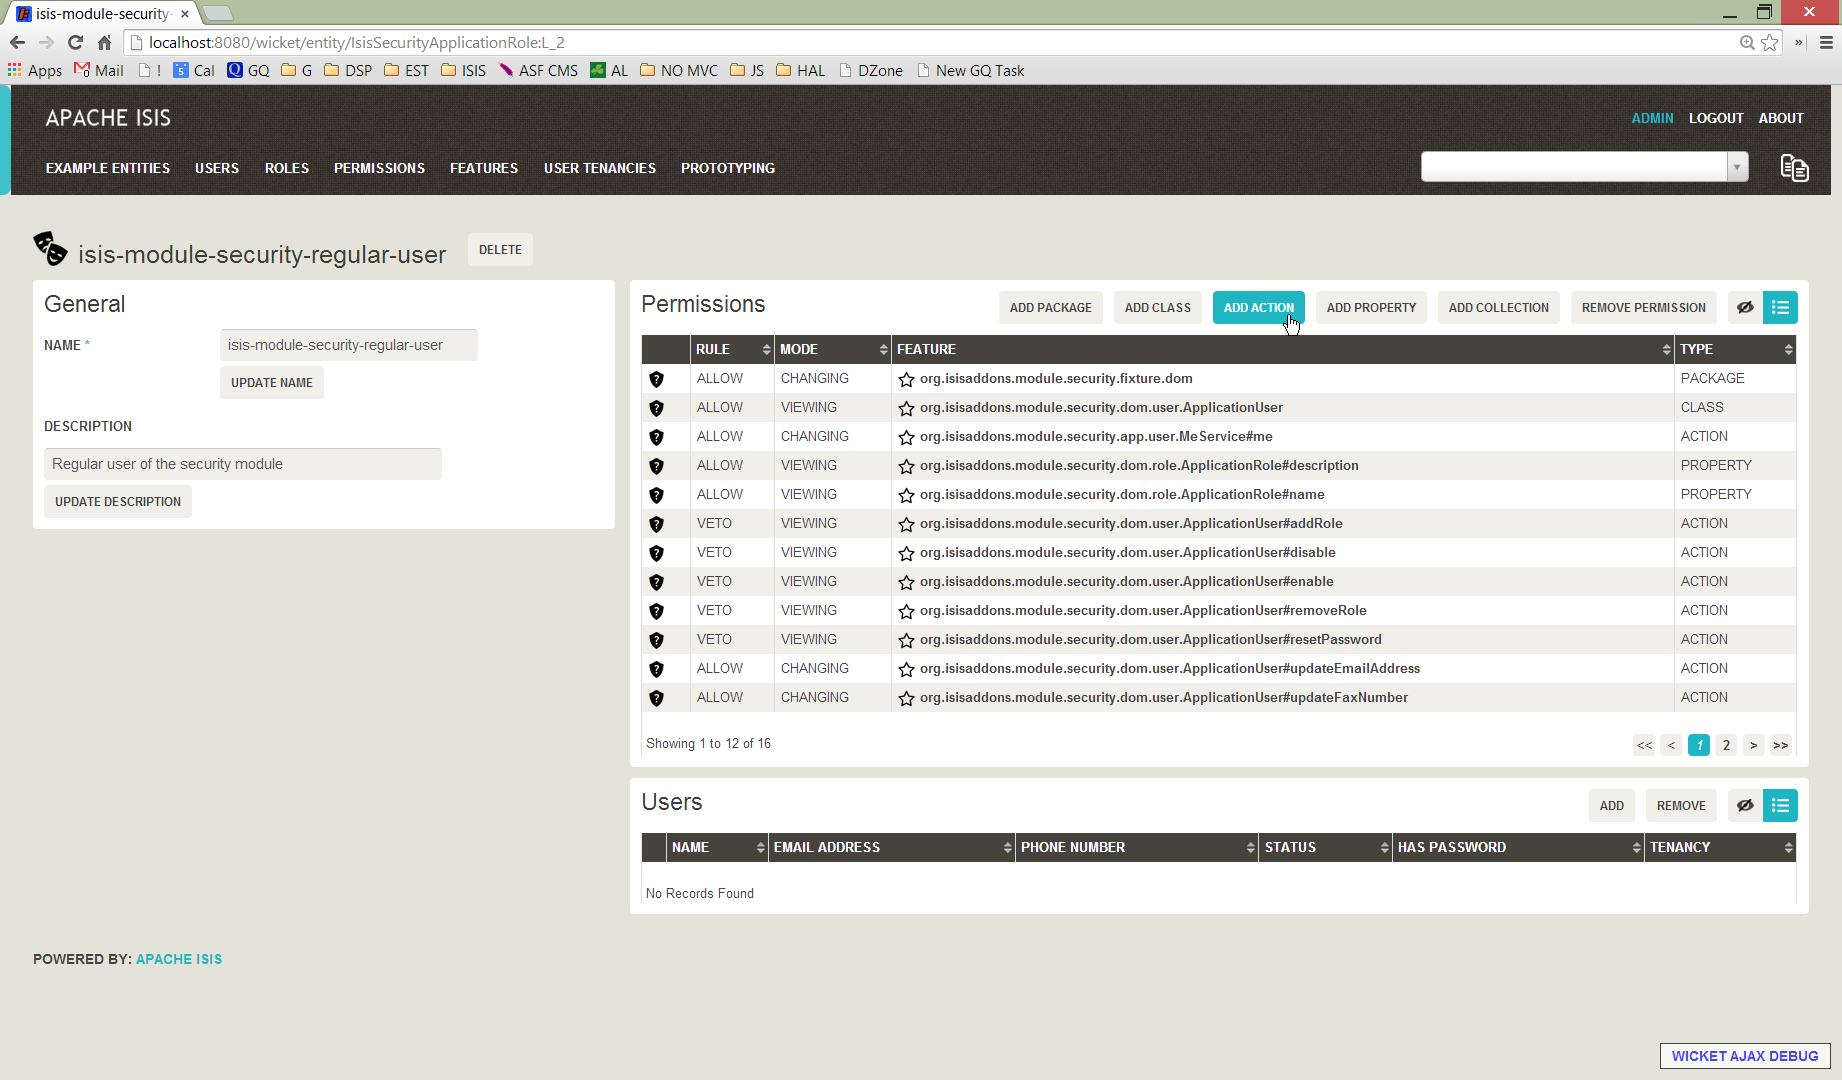 isis-module-security-
localhost:8080/wicket/entity/IsisSecurityApplicationRole:L_2
Apps Mail ! 5 Cal Q GQ G DSP EST ISIS ASF CMS AL NO MVC JS HAL DZone New GQ Task
APACHE ISIS
ADMIN LOGOUT ABOUT
EXAMPLE ENTITIES USERS ROLES PERMISSIONS FEATURES USER TENANCIES PROTOTYPING
isis-module-security-regular-user DELETE
General
NAME * isis-module-security-regular-user
UPDATE NAME
DESCRIPTION
Regular user of the security module
UPDATE DESCRIPTION
Permissions ADD PACKAGE ADD CLASS ADD ACTION ADD PROPERTY ADD COLLECTION REMOVE PERMISSION
RULE MODE FEATURE TYPE
ALLOW CHANGING org.isisaddons.module.security.fixture.dom PACKAGE
ALLOW VIEWING org.isisaddons.module.security.dom.user.ApplicationUser CLASS
ALLOW CHANGING org.isisaddons.module.security.app.user.MeService#me ACTION
ALLOW VIEWING org.isisaddons.module.security.dom.role.ApplicationRole#description PROPERTY
ALLOW VIEWING org.isisaddons.module.security.dom.role.ApplicationRole#name PROPERTY
VETO VIEWING org.isisaddons.module.security.dom.user.ApplicationUser#addRole ACTION
VETO VIEWING org.isisaddons.module.security.dom.user.ApplicationUser#disable ACTION
VETO VIEWING org.isisaddons.module.security.dom.user.ApplicationUser#enable ACTION
VETO VIEWING org.isisaddons.module.security.dom.user.ApplicationUser#removeRole ACTION
VETO VIEWING org.isisaddons.module.security.dom.user.ApplicationUser#resetPassword ACTION
ALLOW CHANGING org.isisaddons.module.security.dom.user.ApplicationUser#updateEmailAddress ACTION
ALLOW CHANGING org.isisaddons.module.security.dom.user.ApplicationUser#updateFaxNumber ACTION
Showing 1 to 12 of 16 << < 1 2 > >>
Users ADD REMOVE
NAME EMAIL ADDRESS PHONE NUMBER STATUS HAS PASSWORD TENANCY
No Records Found
POWERED BY: APACHE ISIS
WICKET AJAX DEBUG